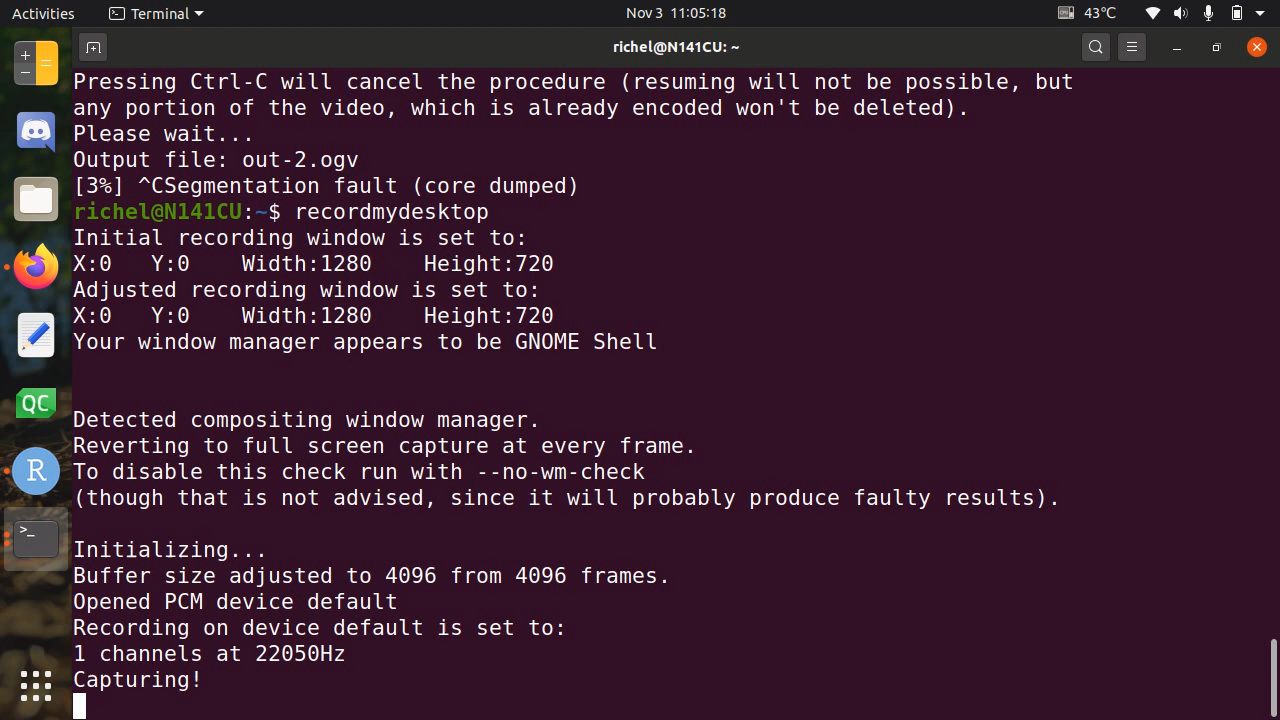 Activities Terminal Nov 3 11:05:18 43°C
richel@N141CU: ~
Pressing Ctrl-C will cancel the procedure (resuming will not be possible, but
any portion of the video, which is already encoded won't be deleted).
Please wait...
Output file: out-2.ogv
[3%] ^CSegmentation fault (core dumped)
richel@N141CU:~$ recordmydesktop
Initial recording window is set to:
X:0   Y:0    Width:1280    Height:720
Adjusted recording window is set to:
X:0   Y:0    Width:1280    Height:720
Your window manager appears to be GNOME Shell
Detected compositing window manager.
Reverting to full screen capture at every frame.
To disable this check run with --no-wm-check
(though that is not advised, since it will probably produce faulty results).
QC
R
>_
Initializing...
Buffer size adjusted to 4096 from 4096 frames.
Opened PCM device default
Recording on device default is set to:
1 channels at 22050Hz
Capturing!